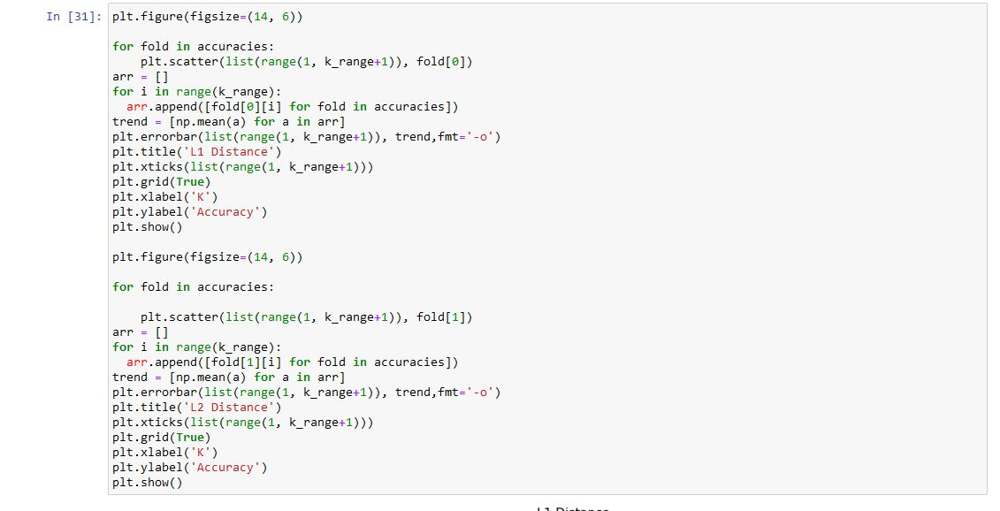 In [31]: plt.figure(figsize=(14, 6))

for fold in accuracies:
    plt.scatter(list(range(1, k_range+1)), fold[0])
arr = []
for i in range(k_range):
  arr.append([fold[0][i] for fold in accuracies])
trend = [np.mean(a) for a in arr]
plt.errorbar(list(range(1, k_range+1)), trend,fmt='-o')
plt.title('L1 Distance')
plt.xticks(list(range(1, k_range+1)))
plt.grid(True)
plt.xlabel('K')
plt.ylabel('Accuracy')
plt.show()

plt.figure(figsize=(14, 6))

for fold in accuracies:

    plt.scatter(list(range(1, k_range+1)), fold[1])
arr = []
for i in range(k_range):
  arr.append([fold[1][i] for fold in accuracies])
trend = [np.mean(a) for a in arr]
plt.errorbar(list(range(1, k_range+1)), trend,fmt='-o')
plt.title('L2 Distance')
plt.xticks(list(range(1, k_range+1)))
plt.grid(True)
plt.xlabel('K')
plt.ylabel('Accuracy')
plt.show()
L1 Distance